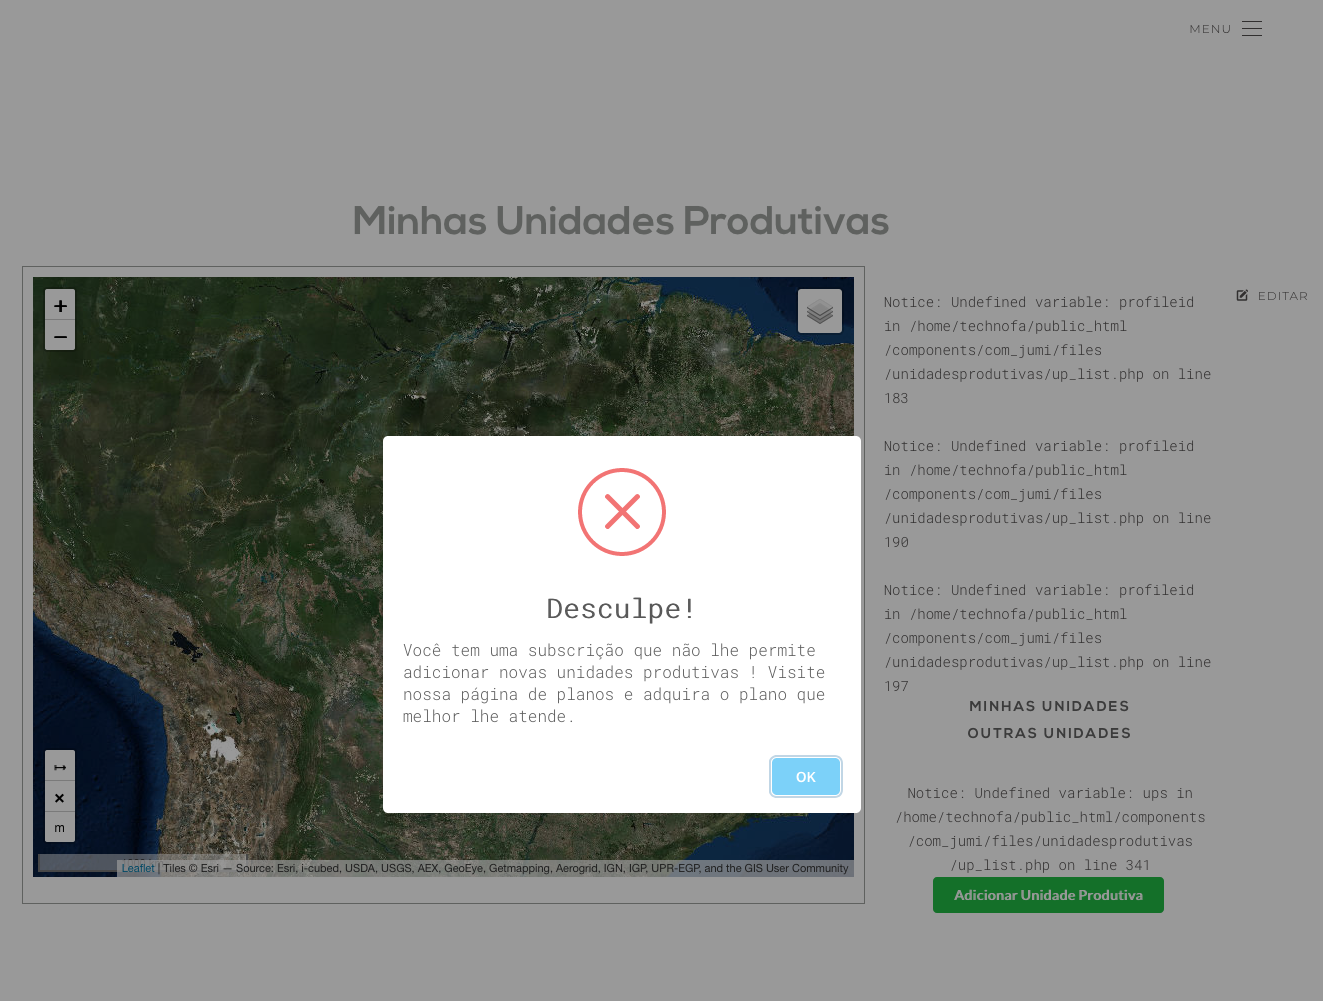 MENU
Minhas Unidades Produtivas
+
−
Notice: Undefined variable: profileid
in /home/technofa/public_html
/components/com_jumi/files
/unidadesprodutivas/up_list.php on line
183
EDITAR
Notice: Undefined variable: profileid
in /home/technofa/public_html
/components/com_jumi/files
/unidadesprodutivas/up_list.php on line
190
Notice: Undefined variable: profileid
in /home/technofa/public_html
/components/com_jumi/files
/unidadesprodutivas/up_list.php on line
197
MINHAS UNIDADES
OUTRAS UNIDADES
Notice: Undefined variable: ups in
/home/technofa/public_html/components
/com_jumi/files/unidadesprodutivas
/up_list.php on line 341
Adicionar Unidade Produtiva
Desculpe!
Você tem uma subscrição que não lhe permite
adicionar novas unidades produtivas ! Visite
nossa página de planos e adquira o plano que
melhor lhe atende.
OK
↦
×
m
Leaflet | Tiles © Esri — Source: Esri, i-cubed, USDA, USGS, AEX, GeoEye, Getmapping, Aerogrid, IGN, IGP, UPR-EGP, and the GIS User Community